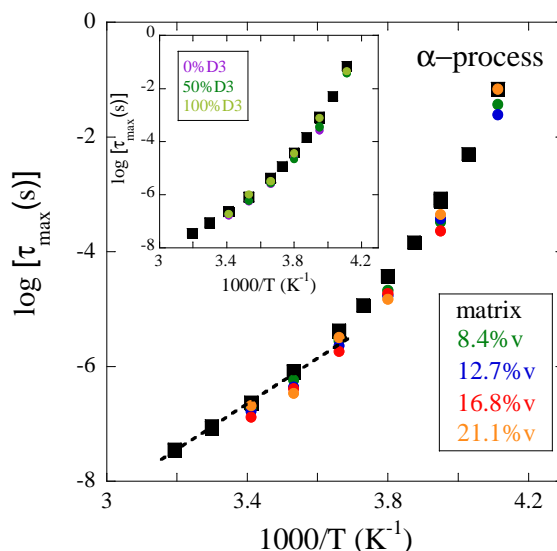 α−process
log [τmax(s)]
0
-2
-4
-6
-8
3
3.4
3.8
4.2
1000/T (K-1)
matrix
8.4%v
12.7%v
16.8%v
21.1%v
log [τmax(s)]
0
-2
-4
-6
-8
3
3.4
3.8
4.2
1000/T (K-1)
0%D3
50%D3
100%D3